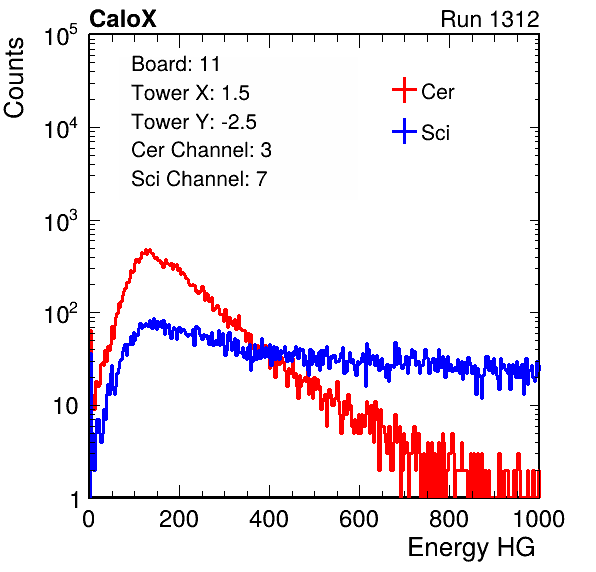 CaloX Run 1312
Counts
10^5
10^4
10^3
10^2
10
1
Board: 11
Tower X: 1.5
Tower Y: -2.5
Cer Channel: 3
Sci Channel: 7
Cer
Sci
0 200 400 600 800 1000
Energy HG